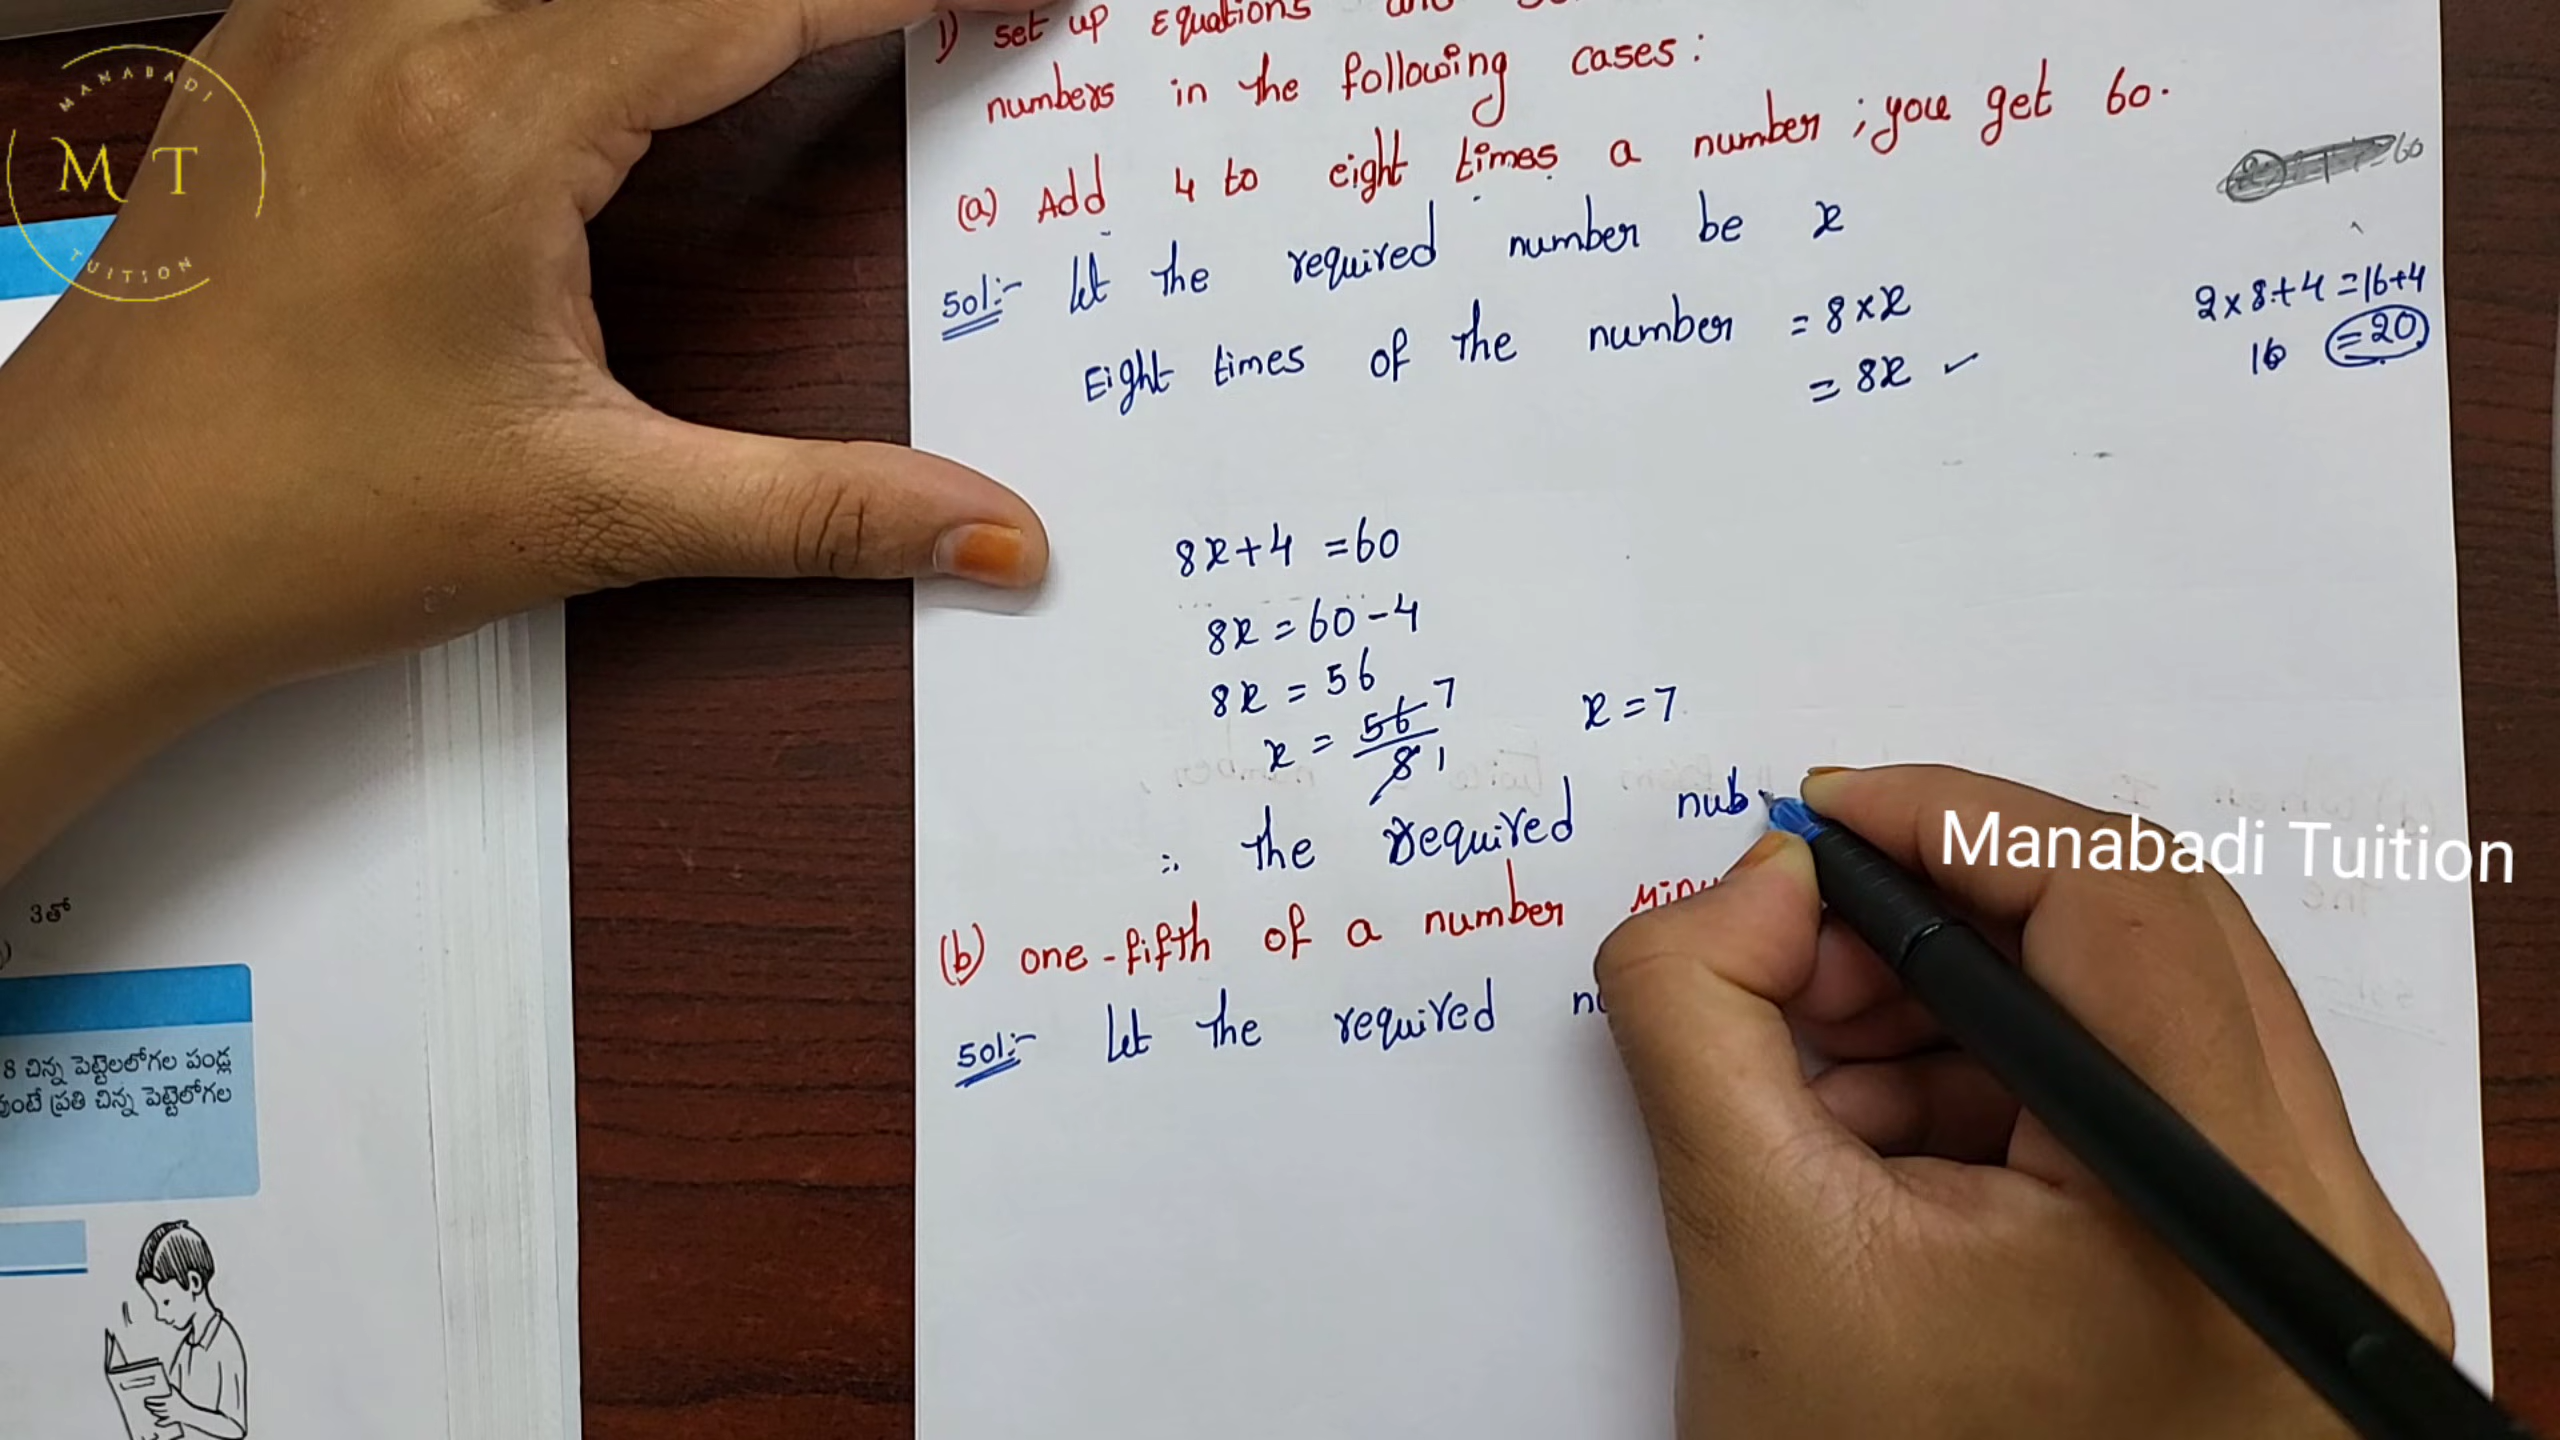 MANABADI
M T
TUITION
1) set up Equations
numbers in the following cases:
(a) Add 4 to eight times a number; you get 60.
60
Sol:- let the required number be x
Eight times of the number = 8 × x
= 8x ✓
2 × 8 + 4 = 16 + 4
16 = 20
8x + 4 = 60
8x = 60 - 4
8x = 56
x = 56/8 7 1
x = 7
∴ the required nub
(b) one-fifth of a number
Sol:- let the required
Manabadi Tuition
3తో
8 చిన్న పెట్టెలలోగల పండ్ల
వుంటే ప్రతి చిన్న పెట్టెలోగల